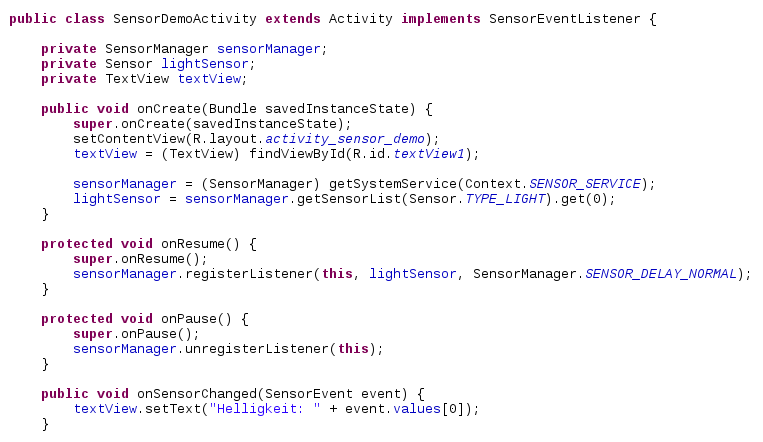 public class SensorDemoActivity extends Activity implements SensorEventListener {
private SensorManager sensorManager;
private Sensor lightSensor;
private TextView textView;
public void onCreate(Bundle savedInstanceState) {
super.onCreate(savedInstanceState);
setContentView(R.layout.activity_sensor_demo);
textView = (TextView) findViewById(R.id.textView1);
sensorManager = (SensorManager) getSystemService(Context.SENSOR_SERVICE);
lightSensor = sensorManager.getSensorList(Sensor.TYPE_LIGHT).get(0);
}
protected void onResume() {
super.onResume();
sensorManager.registerListener(this, lightSensor, SensorManager.SENSOR_DELAY_NORMAL);
}
protected void onPause() {
super.onPause();
sensorManager.unregisterListener(this);
}
public void onSensorChanged(SensorEvent event) {
textView.setText("Helligkeit: " + event.values[0]);
}